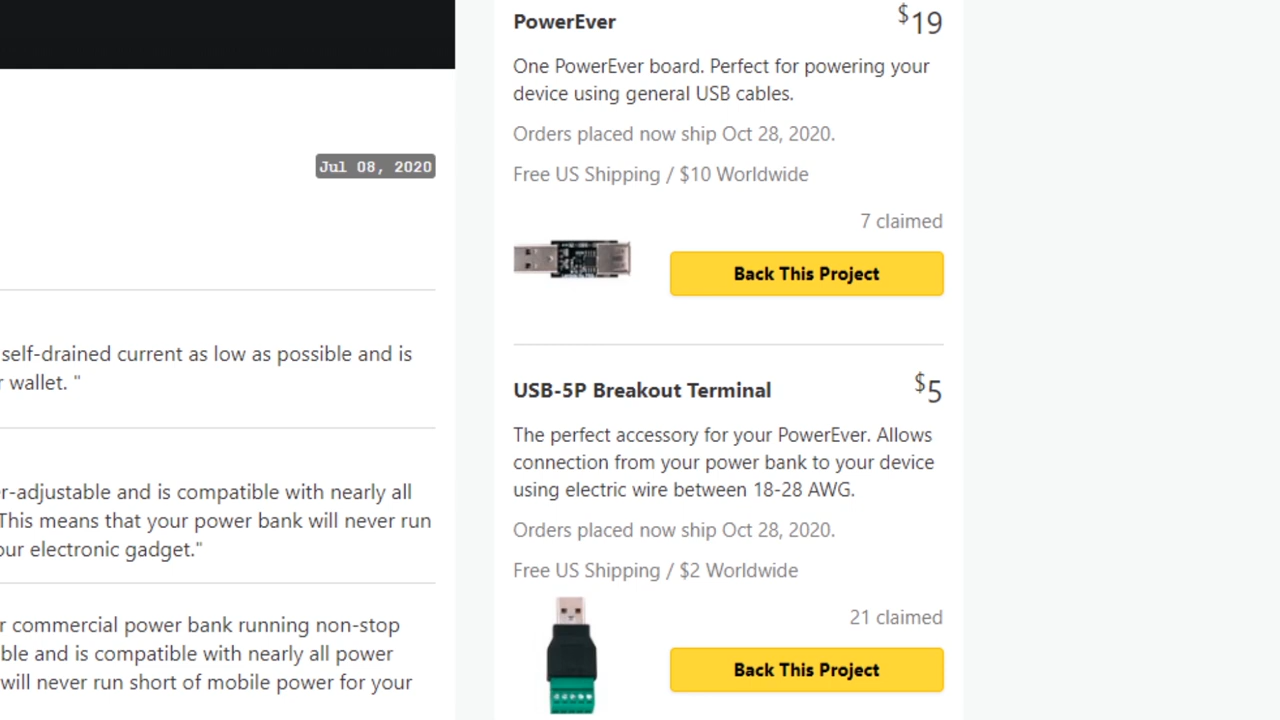 Jul 08, 2020
self-drained current as low as possible and is
wallet. "
r-adjustable and is compatible with nearly all
This means that your power bank will never run
our electronic gadget."
r commercial power bank running non-stop
ble and is compatible with nearly all power
will never run short of mobile power for your
PowerEver
$19
One PowerEver board. Perfect for powering your
device using general USB cables.
Orders placed now ship Oct 28, 2020.
Free US Shipping / $10 Worldwide
7 claimed
Back This Project
USB-5P Breakout Terminal
$5
The perfect accessory for your PowerEver. Allows
connection from your power bank to your device
using electric wire between 18-28 AWG.
Orders placed now ship Oct 28, 2020.
Free US Shipping / $2 Worldwide
21 claimed
Back This Project